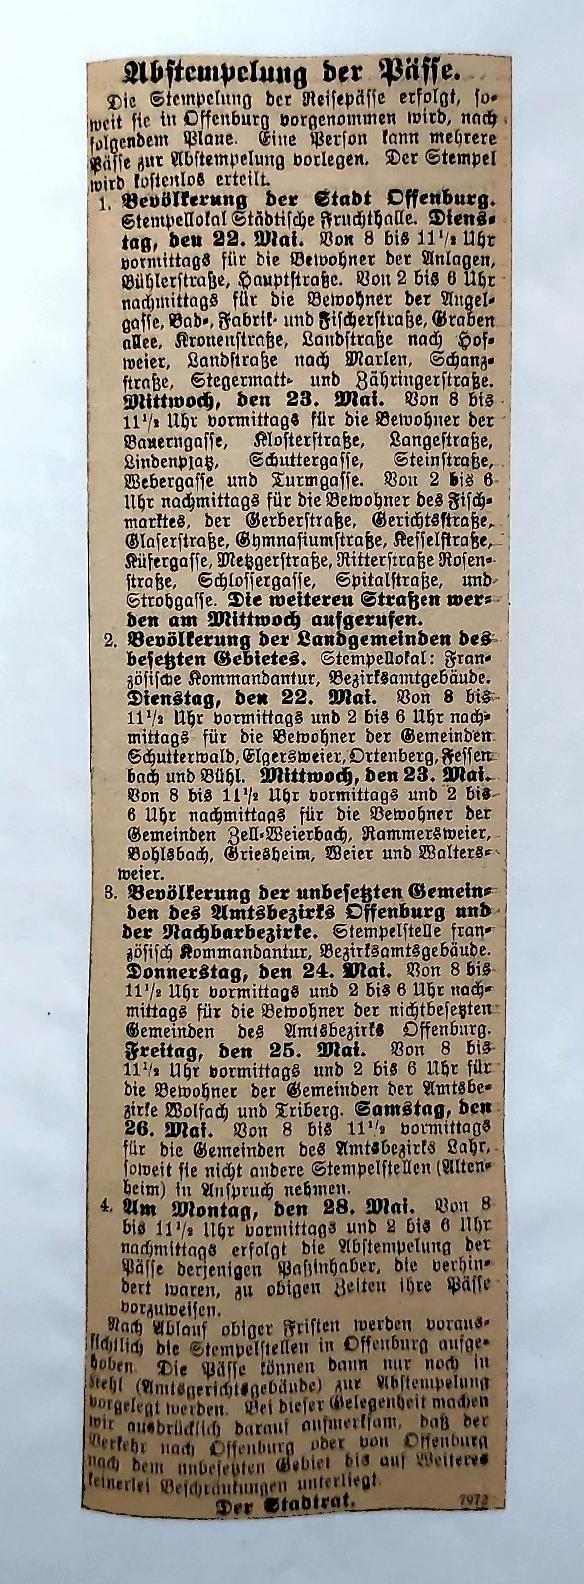 Abstempelung der Pässe.
Die Stempelung der Reisepässe erfolgt, so-
weit sie in Offenburg vorgenommen wird, nach
folgendem Plane. Eine Person kann mehrere
Pässe zur Abstempelung vorlegen. Der Stempel
wird kostenlos erteilt.
1. Bevölkerung der Stadt Offenburg.
Stempellokal Städtische Fruchthalle. Diens-
tag, den 22. Mai. Von 8 bis 11½ Uhr
vormittags für die Bewohner der Anlagen,
Bühlerstraße, Hauptstraße. Von 2 bis 6 Uhr
nachmittags für die Bewohner der Angel-
gasse, Bad-, Fabrik- und Fischerstraße, Graben
allee, Kronenstraße, Landstraße nach Hof-
weier, Landstraße nach Marlen, Schanz-
straße, Stegermatt- und Zähringerstraße.
Mittwoch, den 23. Mai. Von 8 bis
11½ Uhr vormittags für die Bewohner der
Bauerngasse, Klosterstraße, Langestraße,
Lindenplatz, Schuttergasse, Steinstraße,
Webergasse und Turmgasse. Von 2 bis 6
Uhr nachmittags für die Bewohner des Fisch-
marktes, der Gerberstraße, Gerichtsstraße,
Glaserstraße, Gymnasiumstraße, Kesselstraße,
Küfergasse, Metzgerstraße, Ritterstraße Rosen-
straße, Schlossergasse, Spitalstraße, und
Strohgasse. Die weiteren Straßen wer-
den am Mittwoch aufgerufen.
2. Bevölkerung der Landgemeinden des
besetzten Gebietes. Stempellokal: Fran-
zösische Kommandantur, Bezirksamtgebäude.
Dienstag, den 22. Mai. Von 8 bis
11½ Uhr vormittags und 2 bis 6 Uhr nach-
mittags für die Bewohner der Gemeinden
Schutterwald, Elgersweier, Ortenberg, Fessen
bach und Bühl. Mittwoch, den 23. Mai.
Von 8 bis 11½ Uhr vormittags und 2 bis
6 Uhr nachmittags für die Bewohner der
Gemeinden Zell-Weierbach, Rammersweier,
Bohlsbach, Griesheim, Weier und Walters-
weier.
3. Bevölkerung der unbesetzten Gemein-
den des Amtsbezirks Offenburg und
der Nachbarbezirke. Stempelstelle fran-
zösisch Kommandantur, Bezirksamtsgebäude.
Donnerstag, den 24. Mai. Von 8 bis
11½ Uhr vormittags und 2 bis 6 Uhr nach-
mittags für die Bewohner der nichtbesetzten
Gemeinden des Amtsbezirks Offenburg.
Freitag, den 25. Mai. Von 8 bis
11½ Uhr vormittags und 2 bis 6 Uhr für
die Bewohner der Gemeinden der Amtsbe-
zirke Wolfach und Triberg. Samstag, den
26. Mai. Von 8 bis 11½ vormittags
für die Gemeinden des Amtsbezirks Lahr,
soweit sie nicht andere Stempelstellen (Alten-
heim) in Anspruch nehmen.
4. Am Montag, den 28. Mai. Von 8
bis 11½ Uhr vormittags und 2 bis 6 Uhr
nachmittags erfolgt die Abstempelung der
Pässe derjenigen Paßinhaber, die verhin-
dert waren, zu obigen Zeiten ihre Pässe
vorzuweisen.
Nach Ablauf obiger Fristen werden voraus-
sichtlich die Stempelstellen in Offenburg aufge-
hoben. Die Pässe können dann nur noch in
Kehl (Amtsgerichtsgebäude) zur Abstempelung
vorgelegt werden. Bei dieser Gelegenheit machen
wir ausdrücklich darauf aufmerksam, daß der
Verkehr nach Offenburg oder von Offenburg
nach dem unbesetzten Gebiet bis auf Weiteres
keinerlei Beschränkungen unterliegt.
Der Stadtrat. 7972